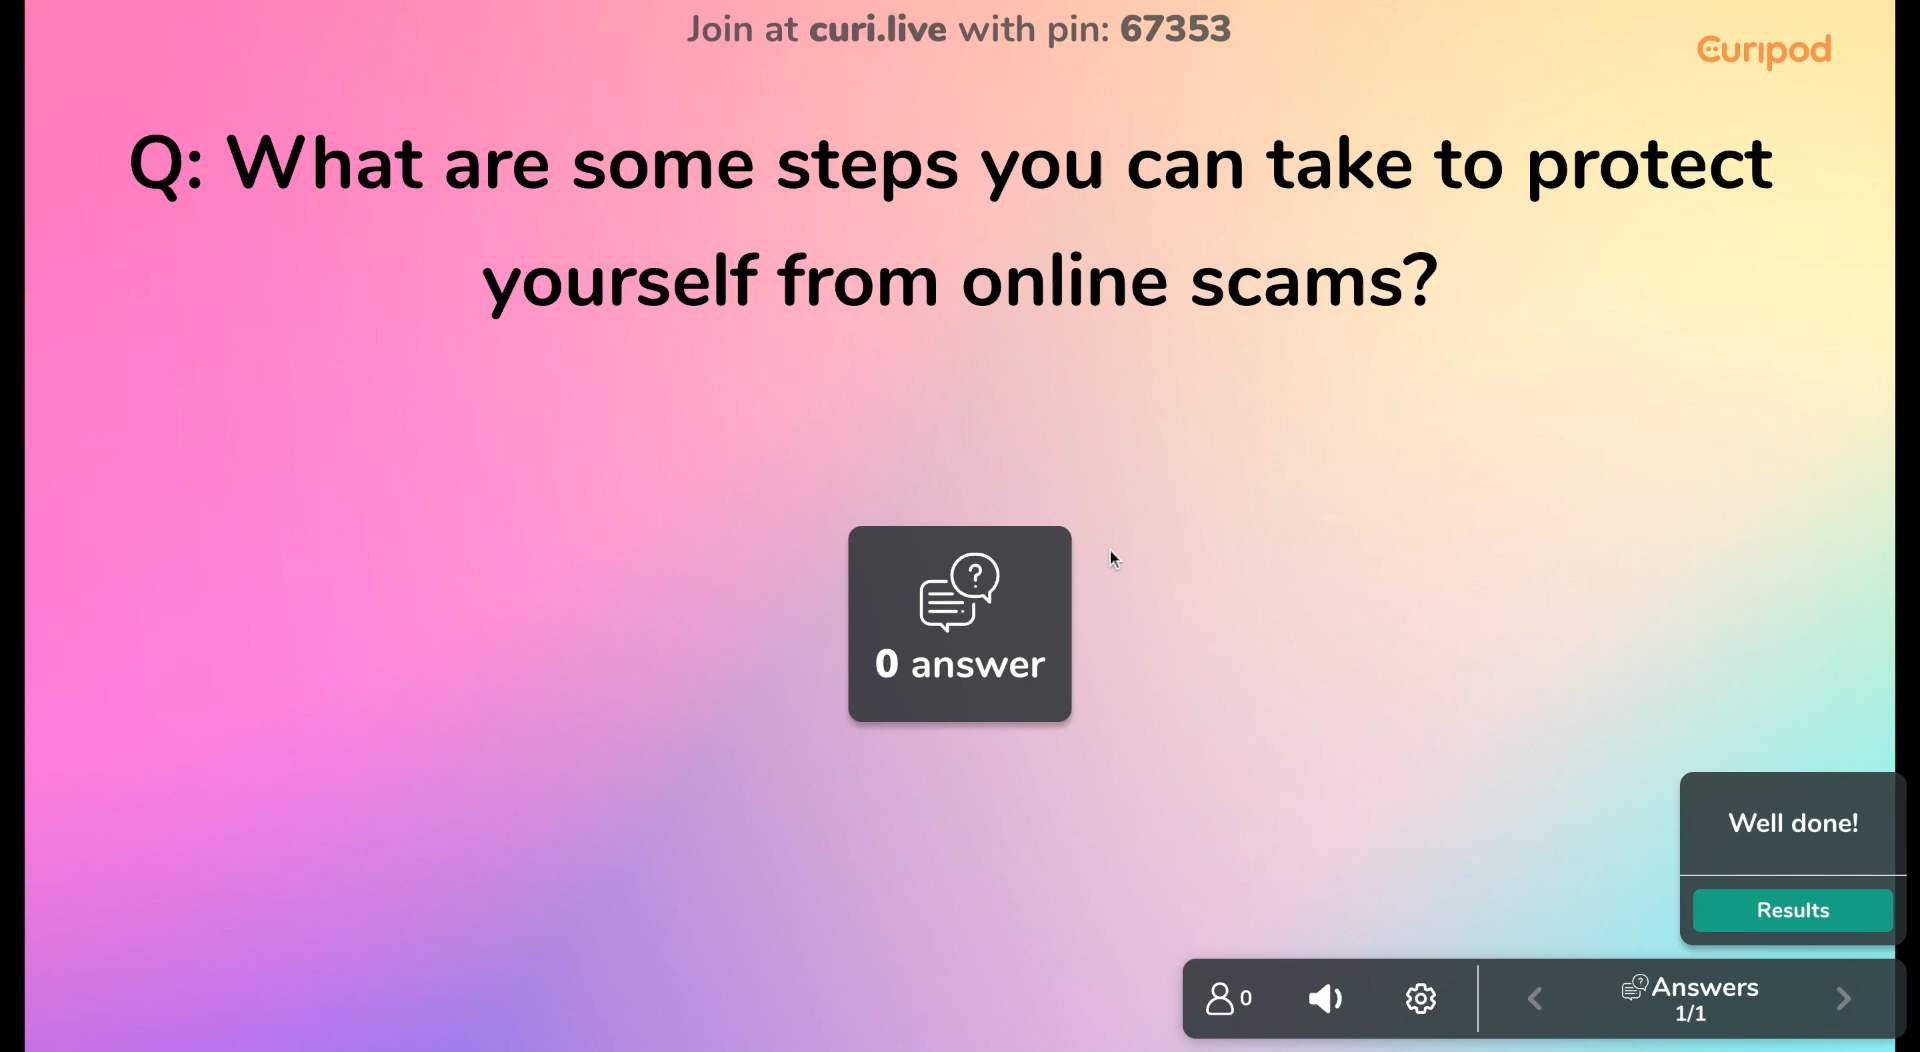 Join at curi.live with pin: 67353
Curipod
Q: What are some steps you can take to protect
yourself from online scams?
?
0 answer
Well done!
Results
0
Answers
1/1